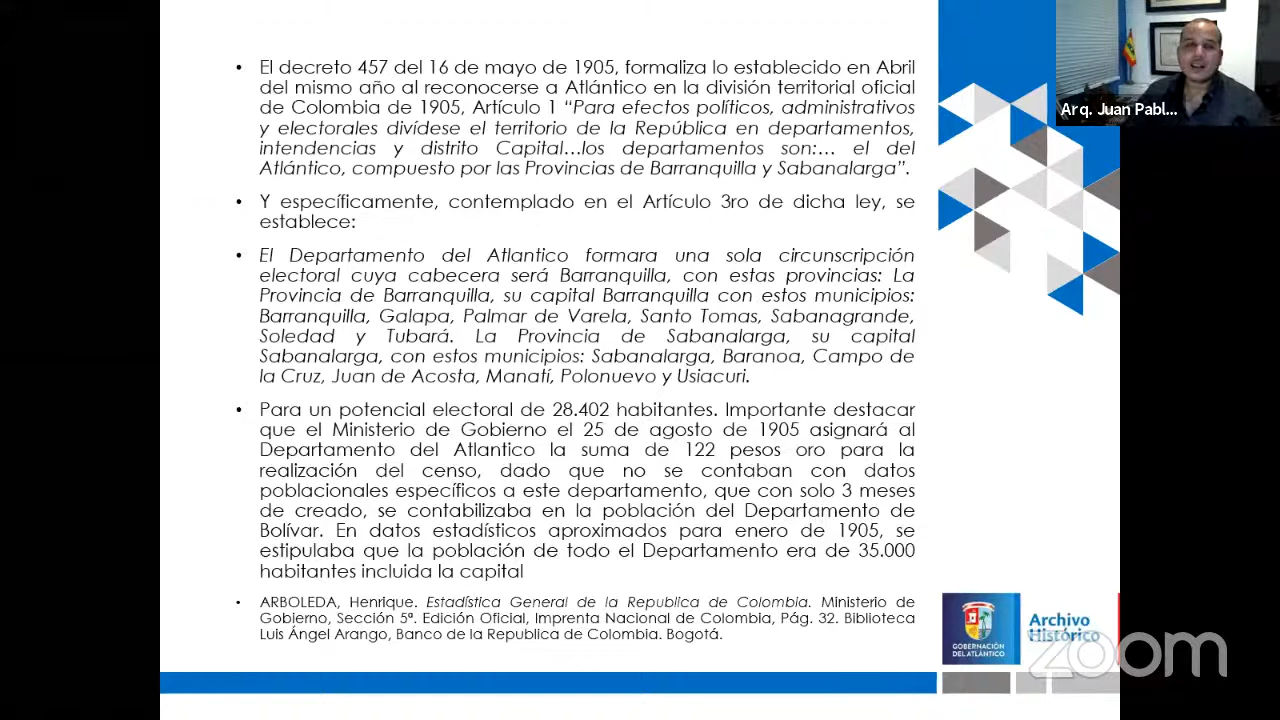 • El decreto 457 del 16 de mayo de 1905, formaliza lo establecido en Abril
del mismo año al reconocerse a Atlántico en la división territorial oficial
de Colombia de 1905, Artículo 1 “Para efectos políticos, administrativos
y electorales divídese el territorio de la República en departamentos,
intendencias y distrito Capital…los departamentos son:… el del
Atlántico, compuesto por las Provincias de Barranquilla y Sabanalarga”.
• Y específicamente, contemplado en el Artículo 3ro de dicha ley, se
establece:
• El Departamento del Atlantico formara una sola circunscripción
electoral cuya cabecera será Barranquilla, con estas provincias: La
Provincia de Barranquilla, su capital Barranquilla con estos municipios:
Barranquilla, Galapa, Palmar de Varela, Santo Tomas, Sabanagrande,
Soledad y Tubará. La Provincia de Sabanalarga, su capital
Sabanalarga, con estos municipios: Sabanalarga, Baranoa, Campo de
la Cruz, Juan de Acosta, Manatí, Polonuevo y Usiacuri.
• Para un potencial electoral de 28.402 habitantes. Importante destacar
que el Ministerio de Gobierno el 25 de agosto de 1905 asignará al
Departamento del Atlantico la suma de 122 pesos oro para la
realización del censo, dado que no se contaban con datos
poblacionales específicos a este departamento, que con solo 3 meses
de creado, se contabilizaba en la población del Departamento de
Bolívar. En datos estadísticos aproximados para enero de 1905, se
estipulaba que la población de todo el Departamento era de 35.000
habitantes incluida la capital
• ARBOLEDA, Henrique. Estadística General de la Republica de Colombia. Ministerio de
Gobierno, Sección 5ª. Edición Oficial, Imprenta Nacional de Colombia, Pág. 32. Biblioteca
Luis Ángel Arango, Banco de la Republica de Colombia. Bogotá.
Arq. Juan Pabl...
GOBERNACIÓN
DEL ATLÁNTICO
Archivo
Histórico
zoom